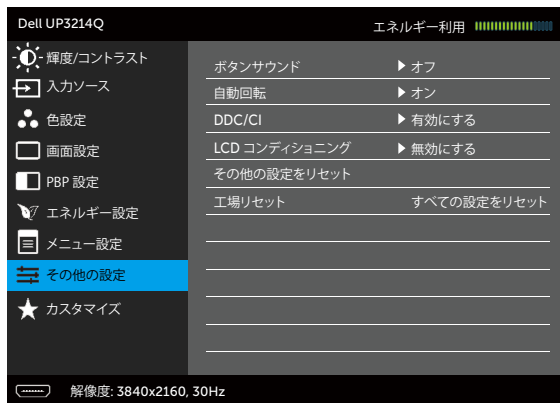 Dell UP3214Q
エネルギー利用
輝度/コントラスト
入力ソース
色設定
画面設定
PBP 設定
エネルギー設定
メニュー設定
その他の設定
カスタマイズ
ボタンサウンド オフ
自動回転 オン
DDC/CI 有効にする
LCD コンディショニング 無効にする
その他の設定をリセット
工場リセット すべての設定をリセット
解像度: 3840x2160, 30Hz